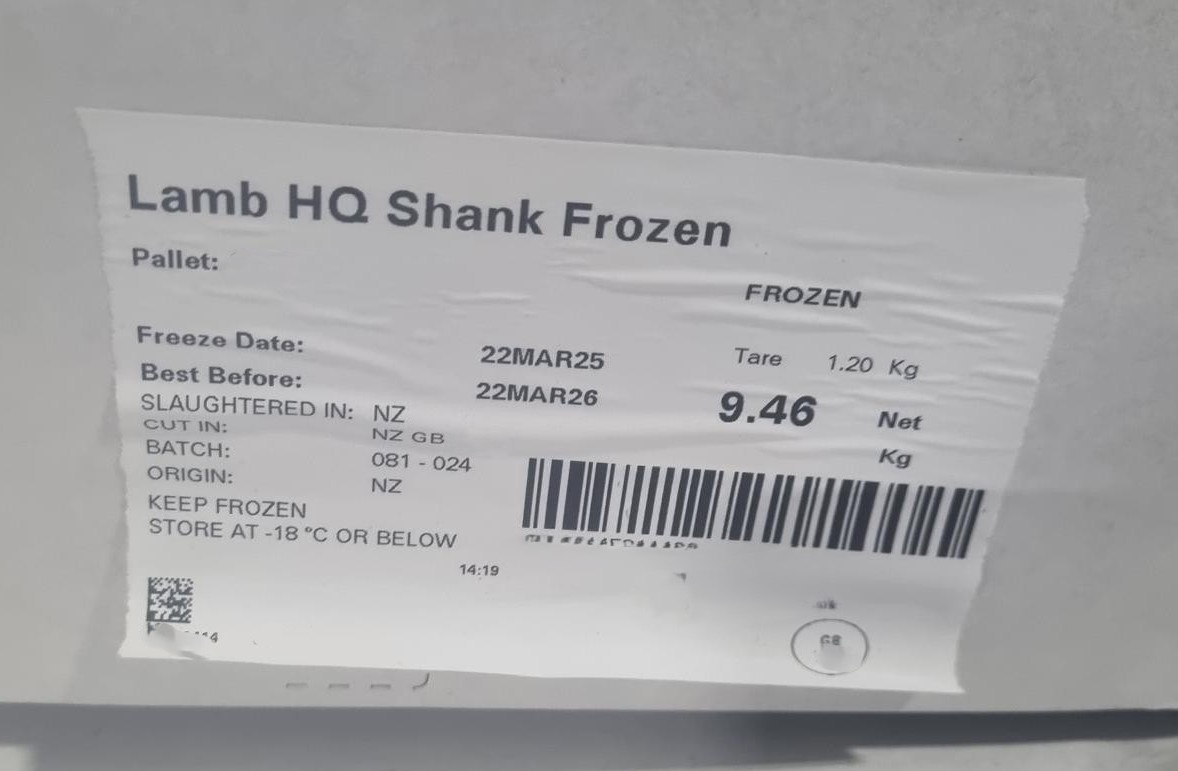 Lamb HQ Shank Frozen
Pallet:
FROZEN
Freeze Date: 22MAR25 Tare 1.20 Kg
Best Before: 22MAR26 9.46 Net
SLAUGHTERED IN: NZ
CUT IN: NZ GB Kg
BATCH: 081 - 024
ORIGIN: NZ
KEEP FROZEN
STORE AT -18 °C OR BELOW
14:19
GB